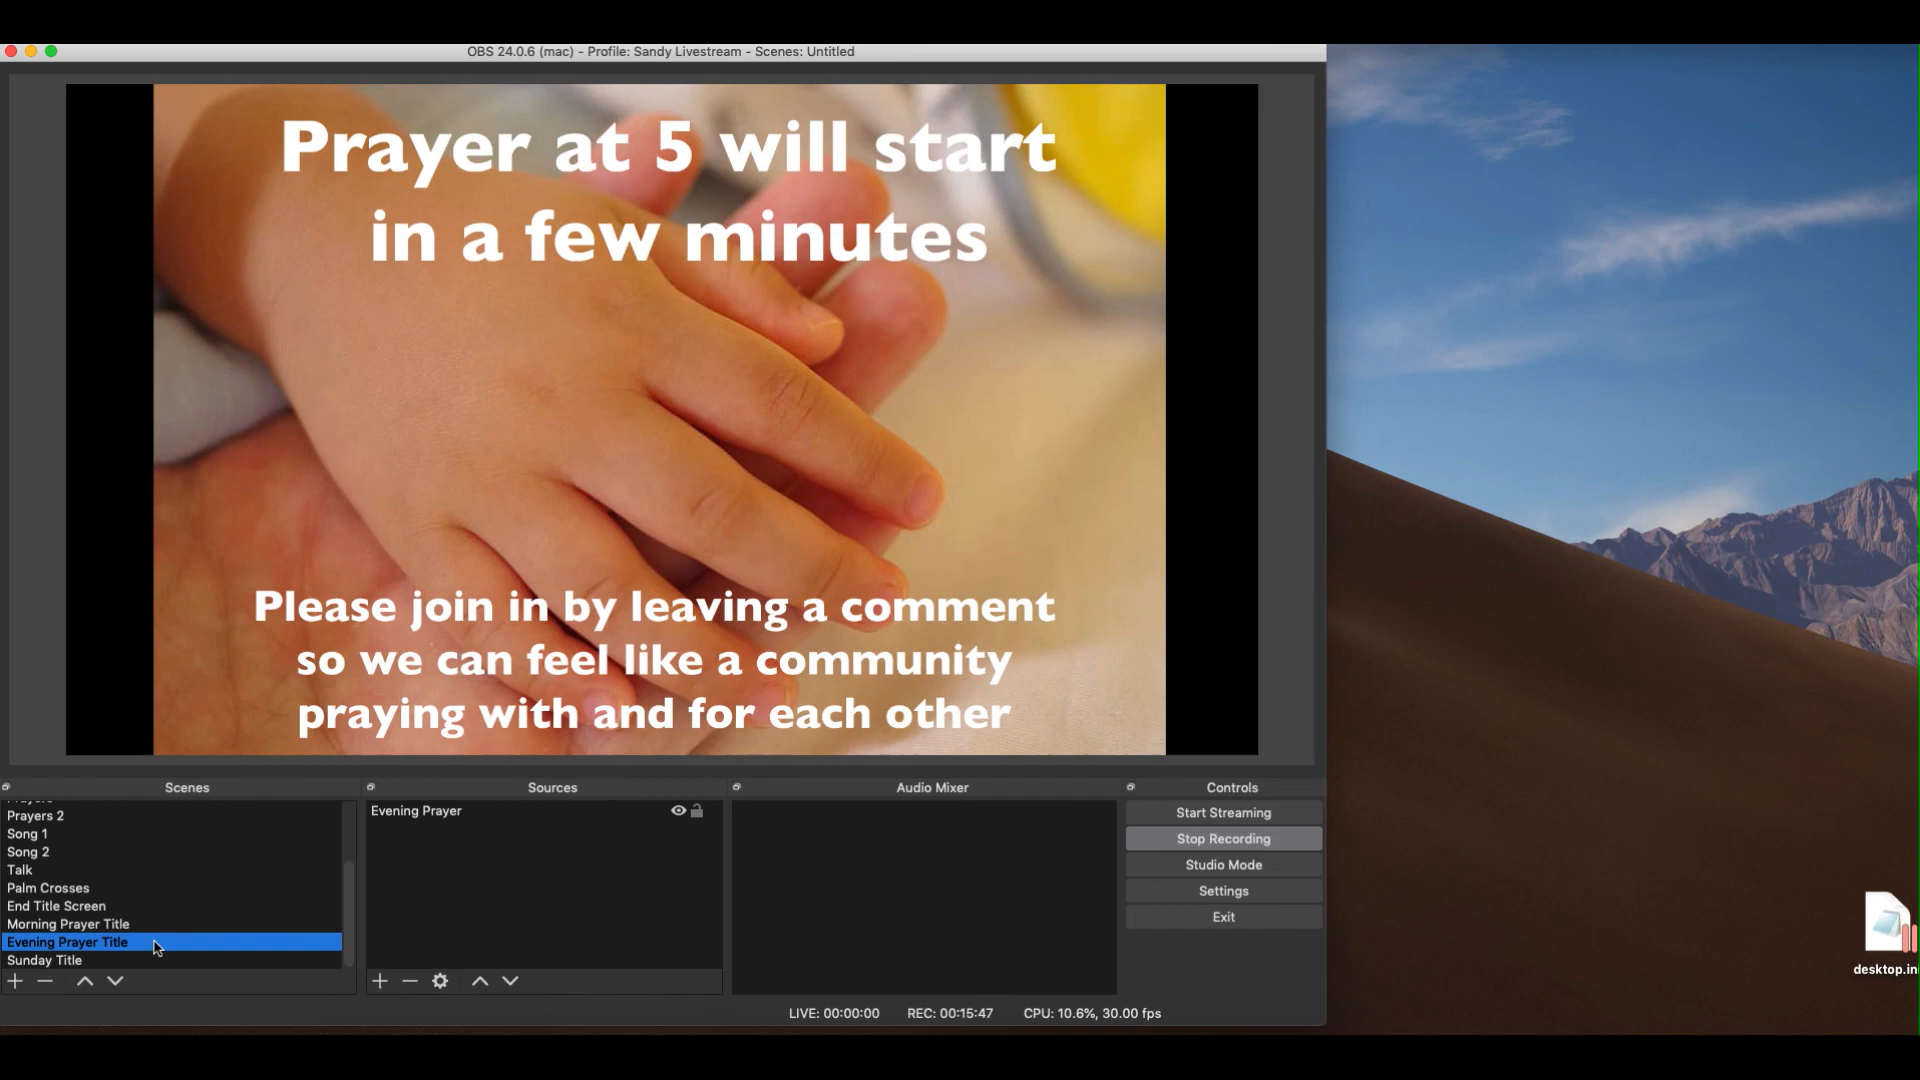 OBS 24.0.6 (mac) - Profile: Sandy Livestream - Scenes: Untitled
Prayer at 5 will start
in a few minutes
Please join in by leaving a comment
so we can feel like a community
praying with and for each other
Scenes
Prayers 2
Song 1
Song 2
Talk
Palm Crosses
End Title Screen
Morning Prayer Title
Evening Prayer Title
Sunday Title
Sources
Evening Prayer
Audio Mixer
Controls
Start Streaming
Stop Recording
Studio Mode
Settings
Exit
LIVE: 00:00:00 REC: 00:15:47 CPU: 10.6%, 30.00 fps
desktop.ini